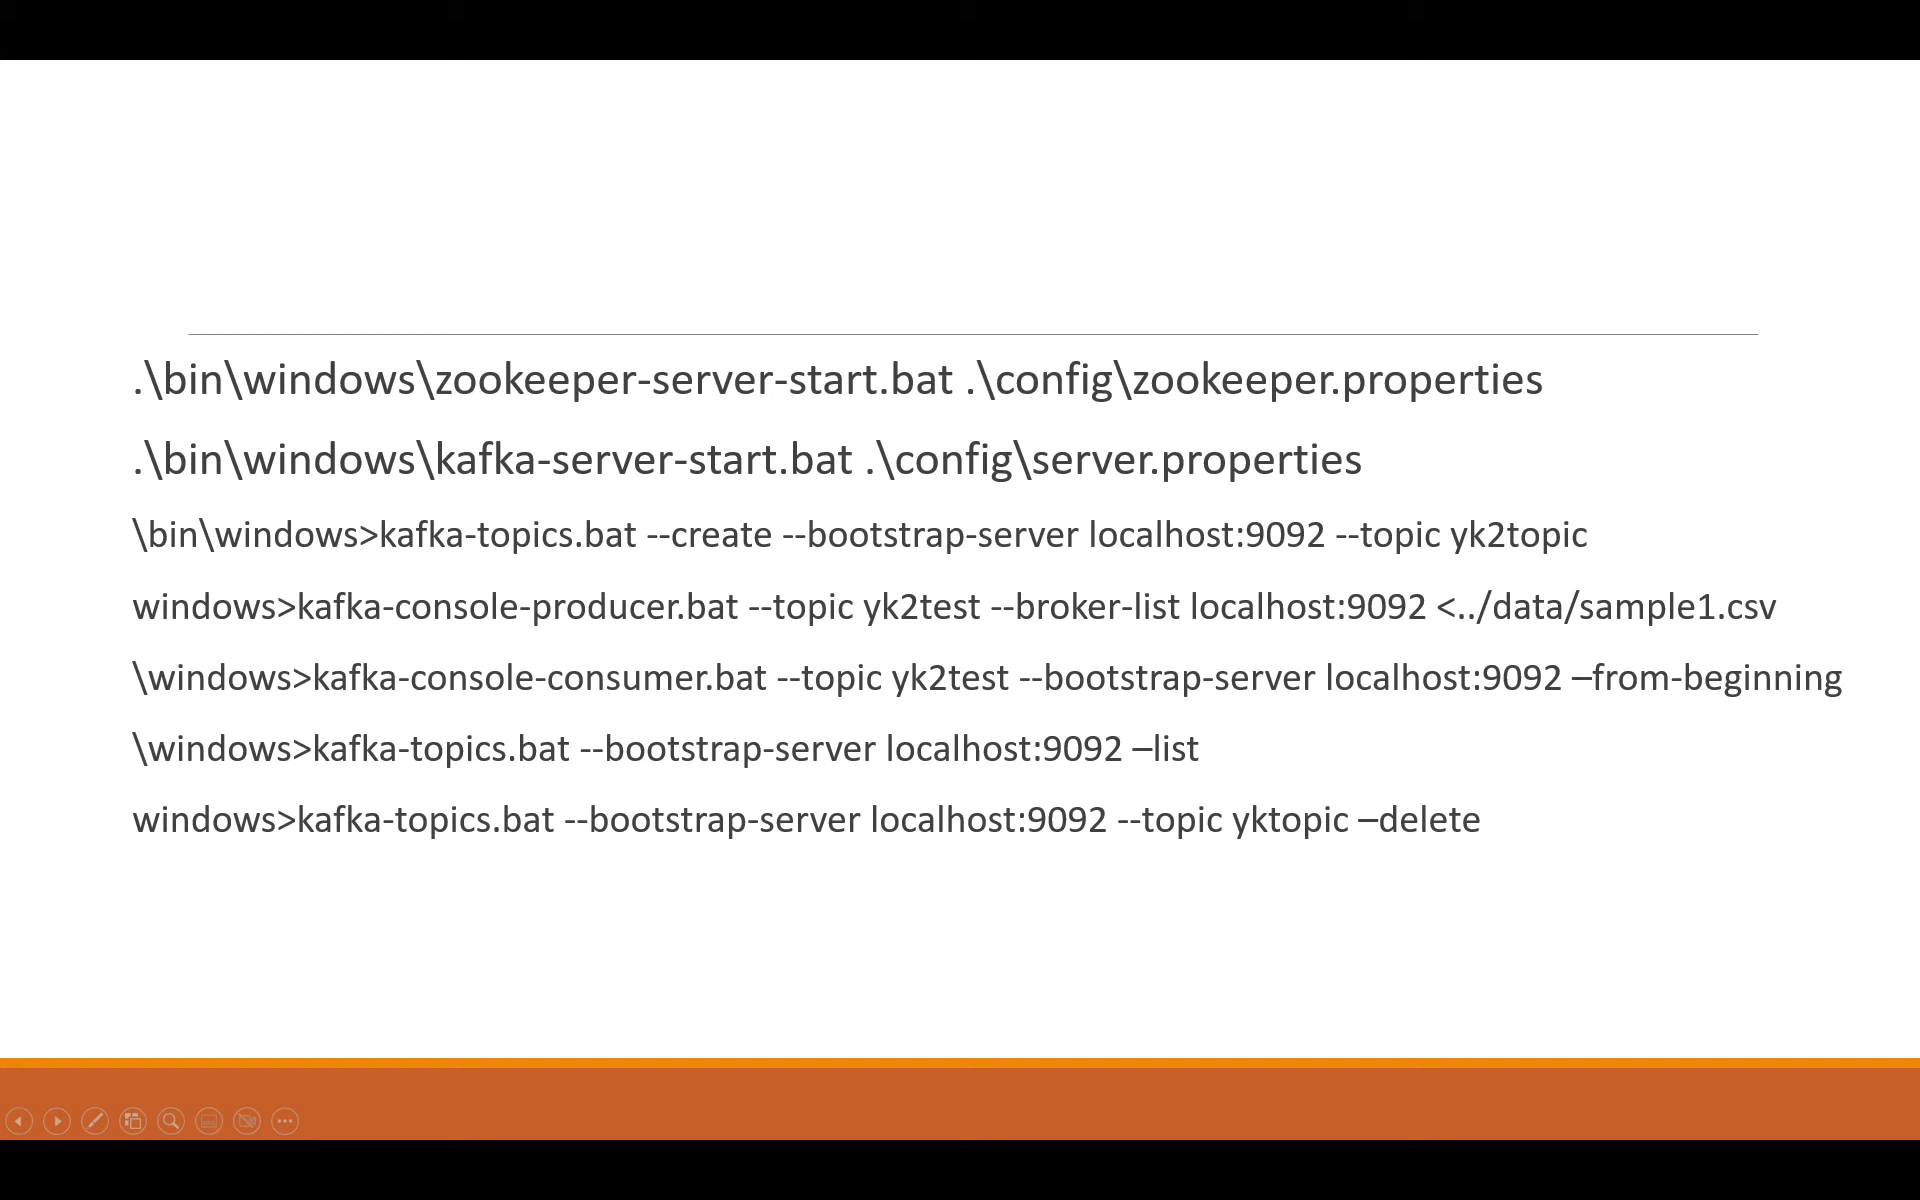 .\bin\windows\zookeeper-server-start.bat .\config\zookeeper.properties
.\bin\windows\kafka-server-start.bat .\config\server.properties
\bin\windows>kafka-topics.bat --create --bootstrap-server localhost:9092 --topic yk2topic
windows>kafka-console-producer.bat --topic yk2test --broker-list localhost:9092 <../data/sample1.csv
\windows>kafka-console-consumer.bat --topic yk2test --bootstrap-server localhost:9092 –from-beginning
\windows>kafka-topics.bat --bootstrap-server localhost:9092 –list
windows>kafka-topics.bat --bootstrap-server localhost:9092 --topic yktopic –delete